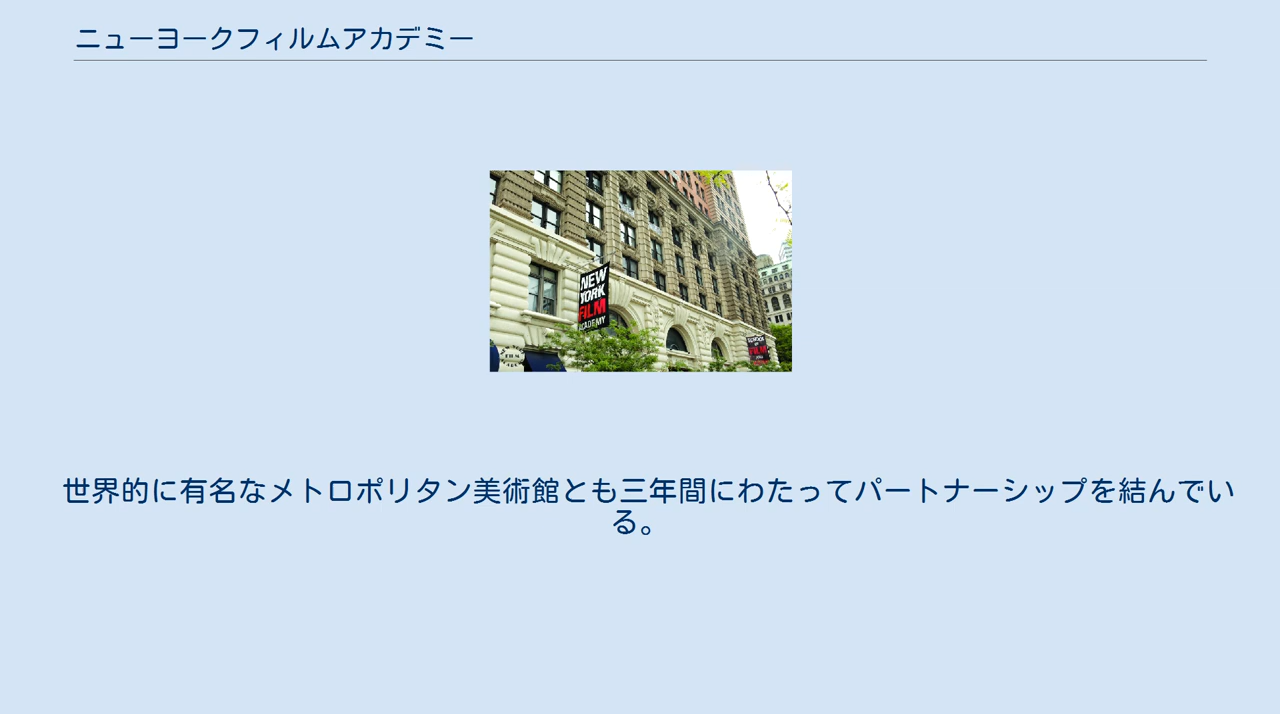 ニューヨークフィルムアカデミー
NEW
YORK
FILM
ACADEMY
FILM
世界的に有名なメトロポリタン美術館とも三年間にわたってパートナーシップを結んでい
る。